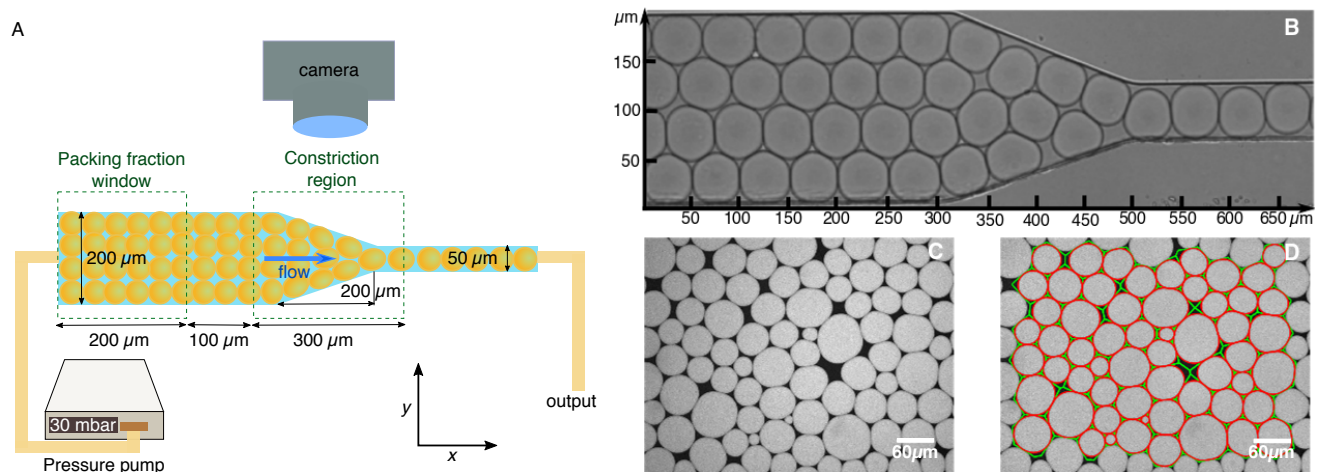 A
camera
Packing fraction
window
Constriction
region
200 µm
flow
50 µm
200 µm
200 µm
100 µm
300 µm
30 mbar
Pressure pump
y
x
output
µm
B
150
100
50
50 100 150 200 250 300 350 400 450 500 550 600 650 µm
C
60µm
D
60µm